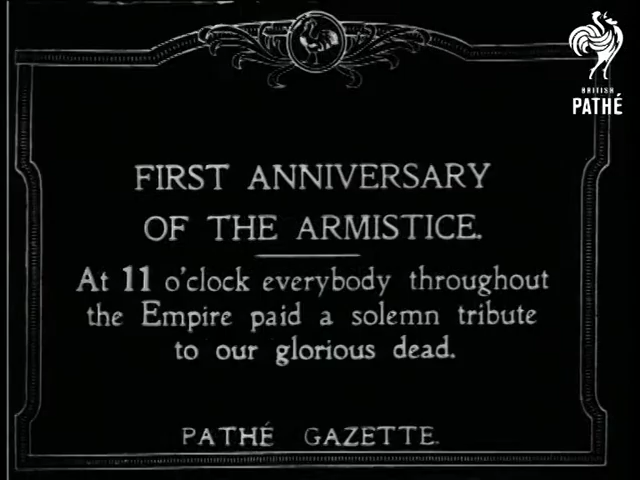 BRITISH
PATHÉ
FIRST ANNIVERSARY
OF THE ARMISTICE.
At 11 o'clock everybody throughout
the Empire paid a solemn tribute
to our glorious dead.
PATHÉ GAZETTE.